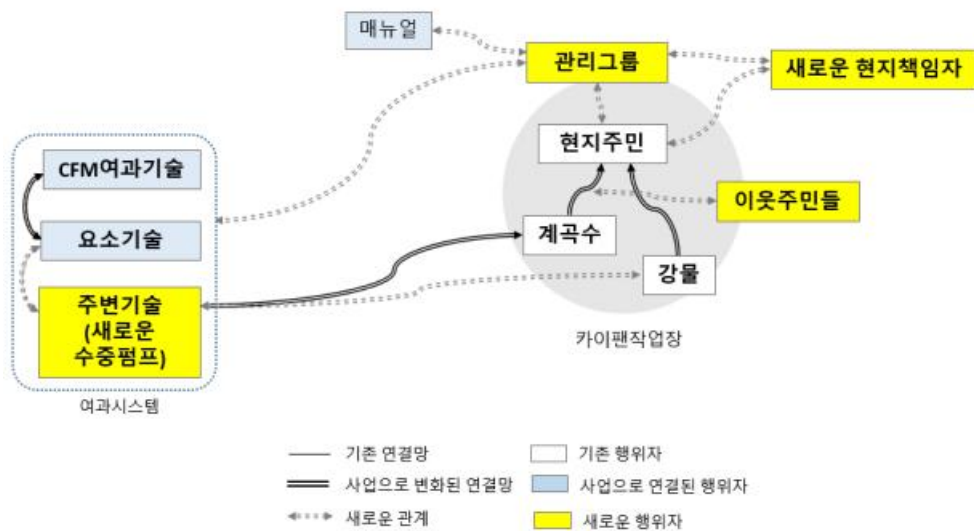 매뉴얼
관리그룹
새로운 현지책임자
현지주민
CFM여과기술
이웃주민들
요소기술
계곡수
강물
주변기술
(새로운
수중펌프)
카이팬작업장
여과시스템
기존 연결망
기존 행위자
사업으로 변화된 연결망
사업으로 연결된 행위자
새로운 관계
새로운 행위자